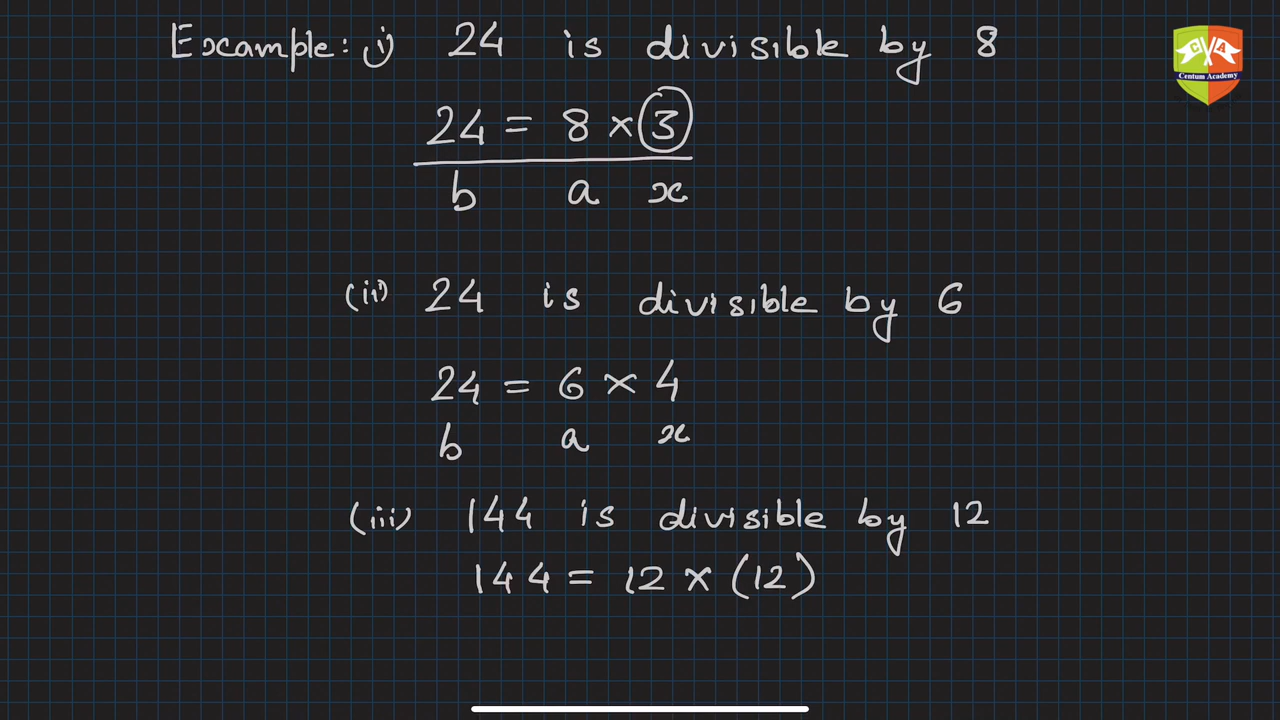 Example: i) 24 is divisible by 8
24 = 8 × 3
b a x
(ii) 24 is divisible by 6
24 = 6 × 4
b a x
(iii) 144 is divisible by 12
144 = 12 × (12)
C A
Centum Academy